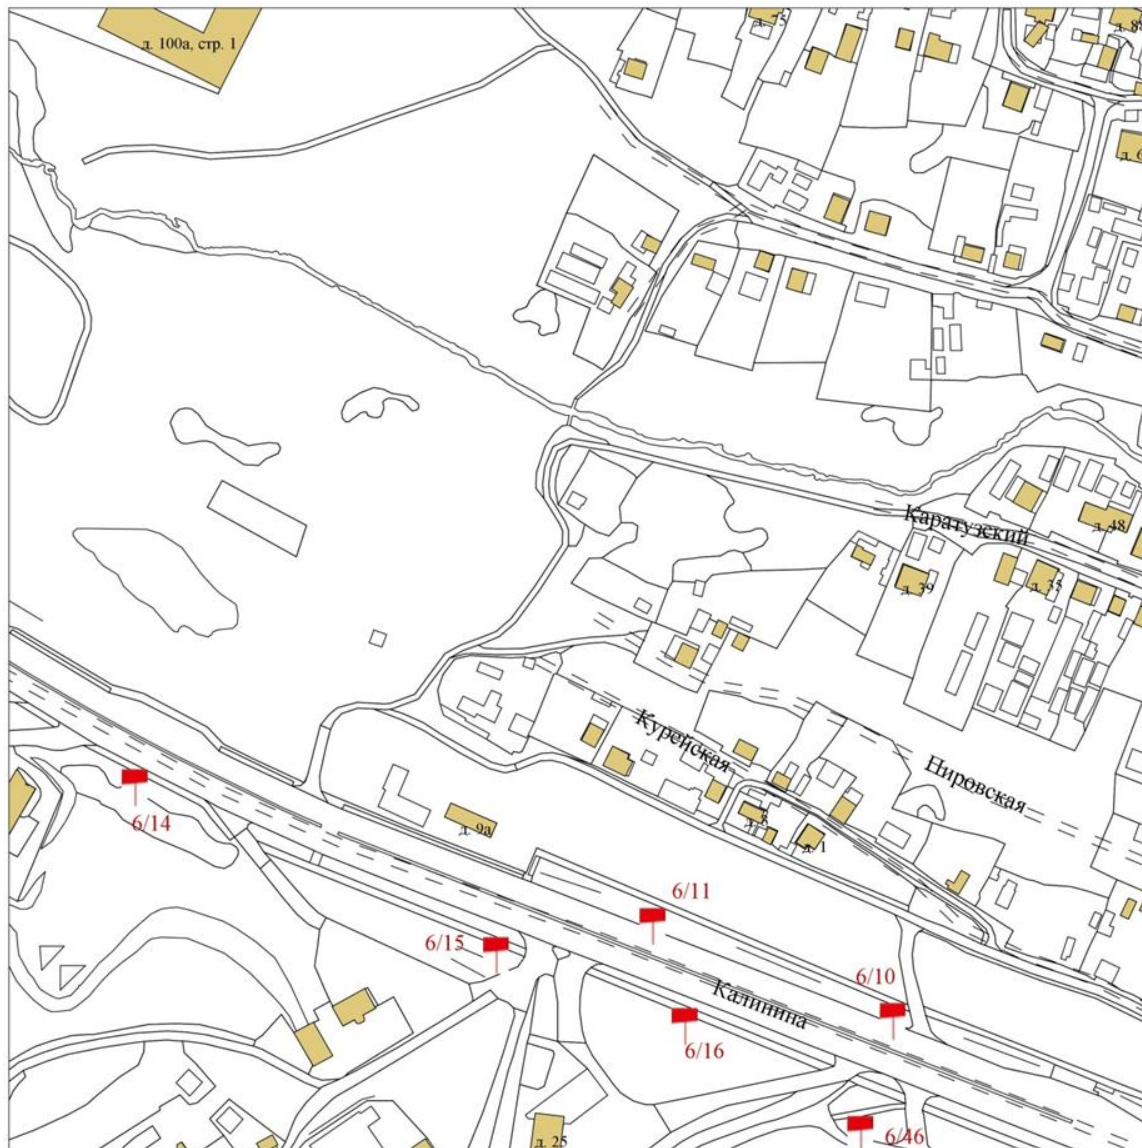 д. 100а, стр. 1
Каратузский
д. 48
д. 39
д. 35
Курейская
Пировская
д. 9а
д. 1
6/14
6/11
6/15
6/10
Калинина
6/16
6/46
д. 25